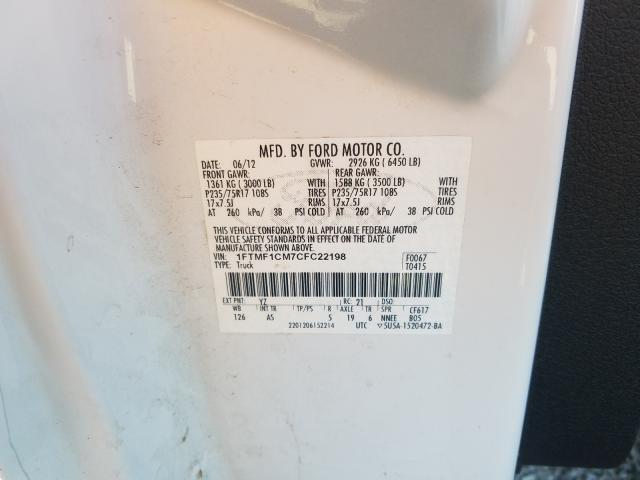 MFD. BY FORD MOTOR CO.
DATE: 06/12 GVWR: 2926 KG ( 6450 LB)
FRONT GAWR: REAR GAWR:
1361 KG ( 3000 LB) WITH 1588 KG ( 3500 LB) WITH
P235/75R17 108S TIRES P235/75R17 108S TIRES
17x7.5J RIMS 17x7.5J RIMS
AT 260 kPa/ 38 PSI COLD AT 260 kPa/ 38 PSI COLD
THIS VEHICLE CONFORMS TO ALL APPLICABLE FEDERAL MOTOR
VEHICLE SAFETY STANDARDS IN EFFECT ON THE DATE OF
MANUFACTURE SHOWN ABOVE.
VIN: 1FTMF1CM7CFC22198 F0067
TYPE: Truck T0415
EXT PNT: YZ RC: 21 DSO:
WB INT TR TP/PS R AXLE TR SPR CF617
126 AS 5 19 6 NNEE BOS
2201206152214 UTC ▽ 5U5A-1520472-BA